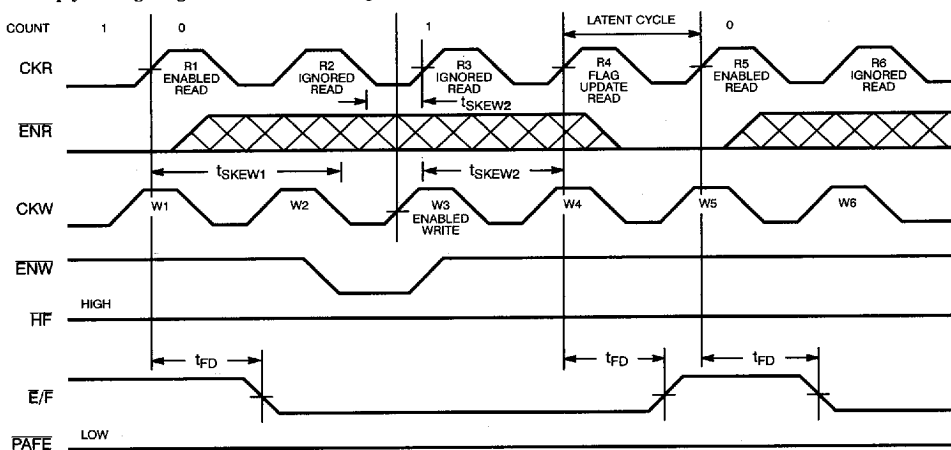 COUNT 1 0 1 LATENT CYCLE 0
CKR
R1 ENABLED READ
R2 IGNORED READ
R3 IGNORED READ
R4 FLAG UPDATE READ
R5 ENABLED READ
R6 IGNORED READ
tSKEW2
ENR
tSKEW1 tSKEW2
CKW W1 W2 W3 ENABLED WRITE W4 W5 W6
ENW
HIGH
HF
tFD tFD tFD
E/F
LOW
PAFE